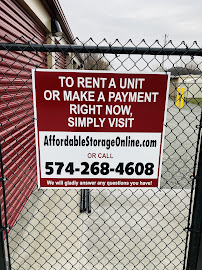 TO RENT A UNIT
OR MAKE A PAYMENT
RIGHT NOW,
SIMPLY VISIT
AffordableStorageOnline.com
OR CALL
574-268-4608
We will gladly answer any questions you have!